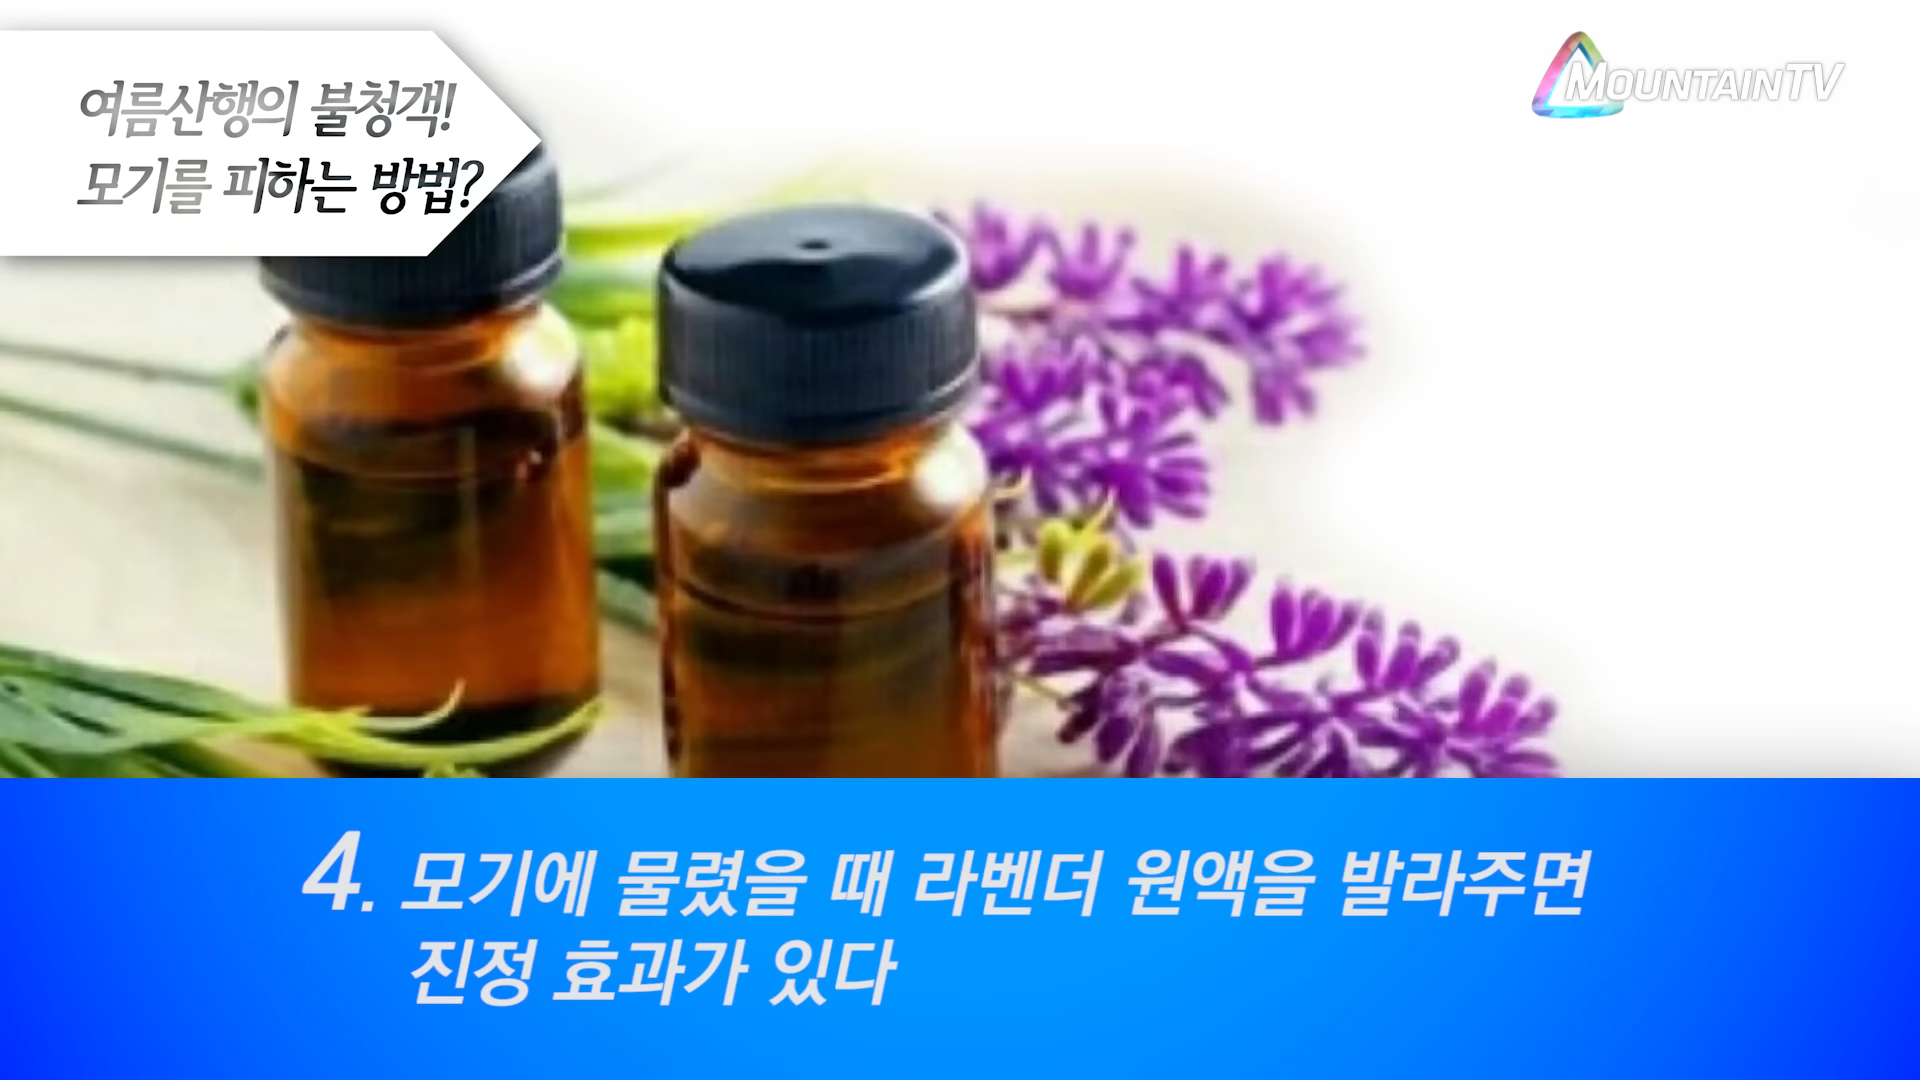 여름산행의 불청객!
모기를 피하는 방법?
MOUNTAINTV
4. 모기에 물렸을 때 라벤더 원액을 발라주면
진정 효과가 있다